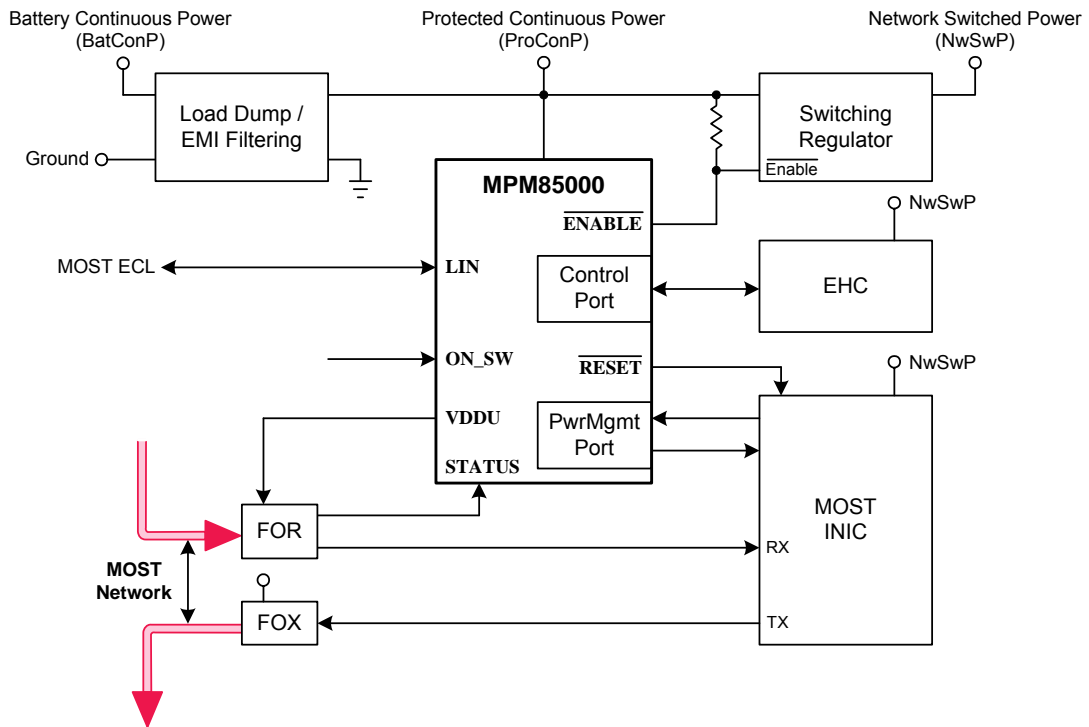 Battery Continuous Power
(BatConP)
Protected Continuous Power
(ProConP)
Network Switched Power
(NwSwP)
Load Dump /
EMI Filtering
Switching
Regulator
Enable
Ground
MPM85000
ENABLE
NwSwP
MOST ECL
LIN
Control
Port
EHC
ON_SW
RESET
NwSwP
VDDU
PwrMgmt
Port
STATUS
MOST
INIC
FOR
RX
MOST
Network
FOX
TX